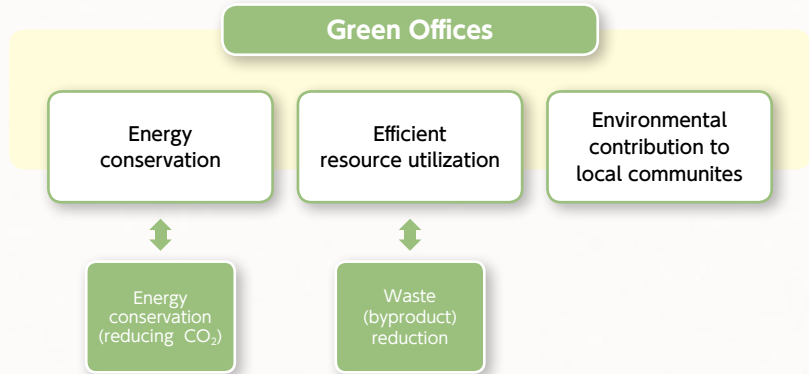 Green Offices
Energy
conservation
Efficient
resource utilization
Environmental
contribution to
local communites
Energy
conservation
(reducing CO₂)
Waste
(byproduct)
reduction